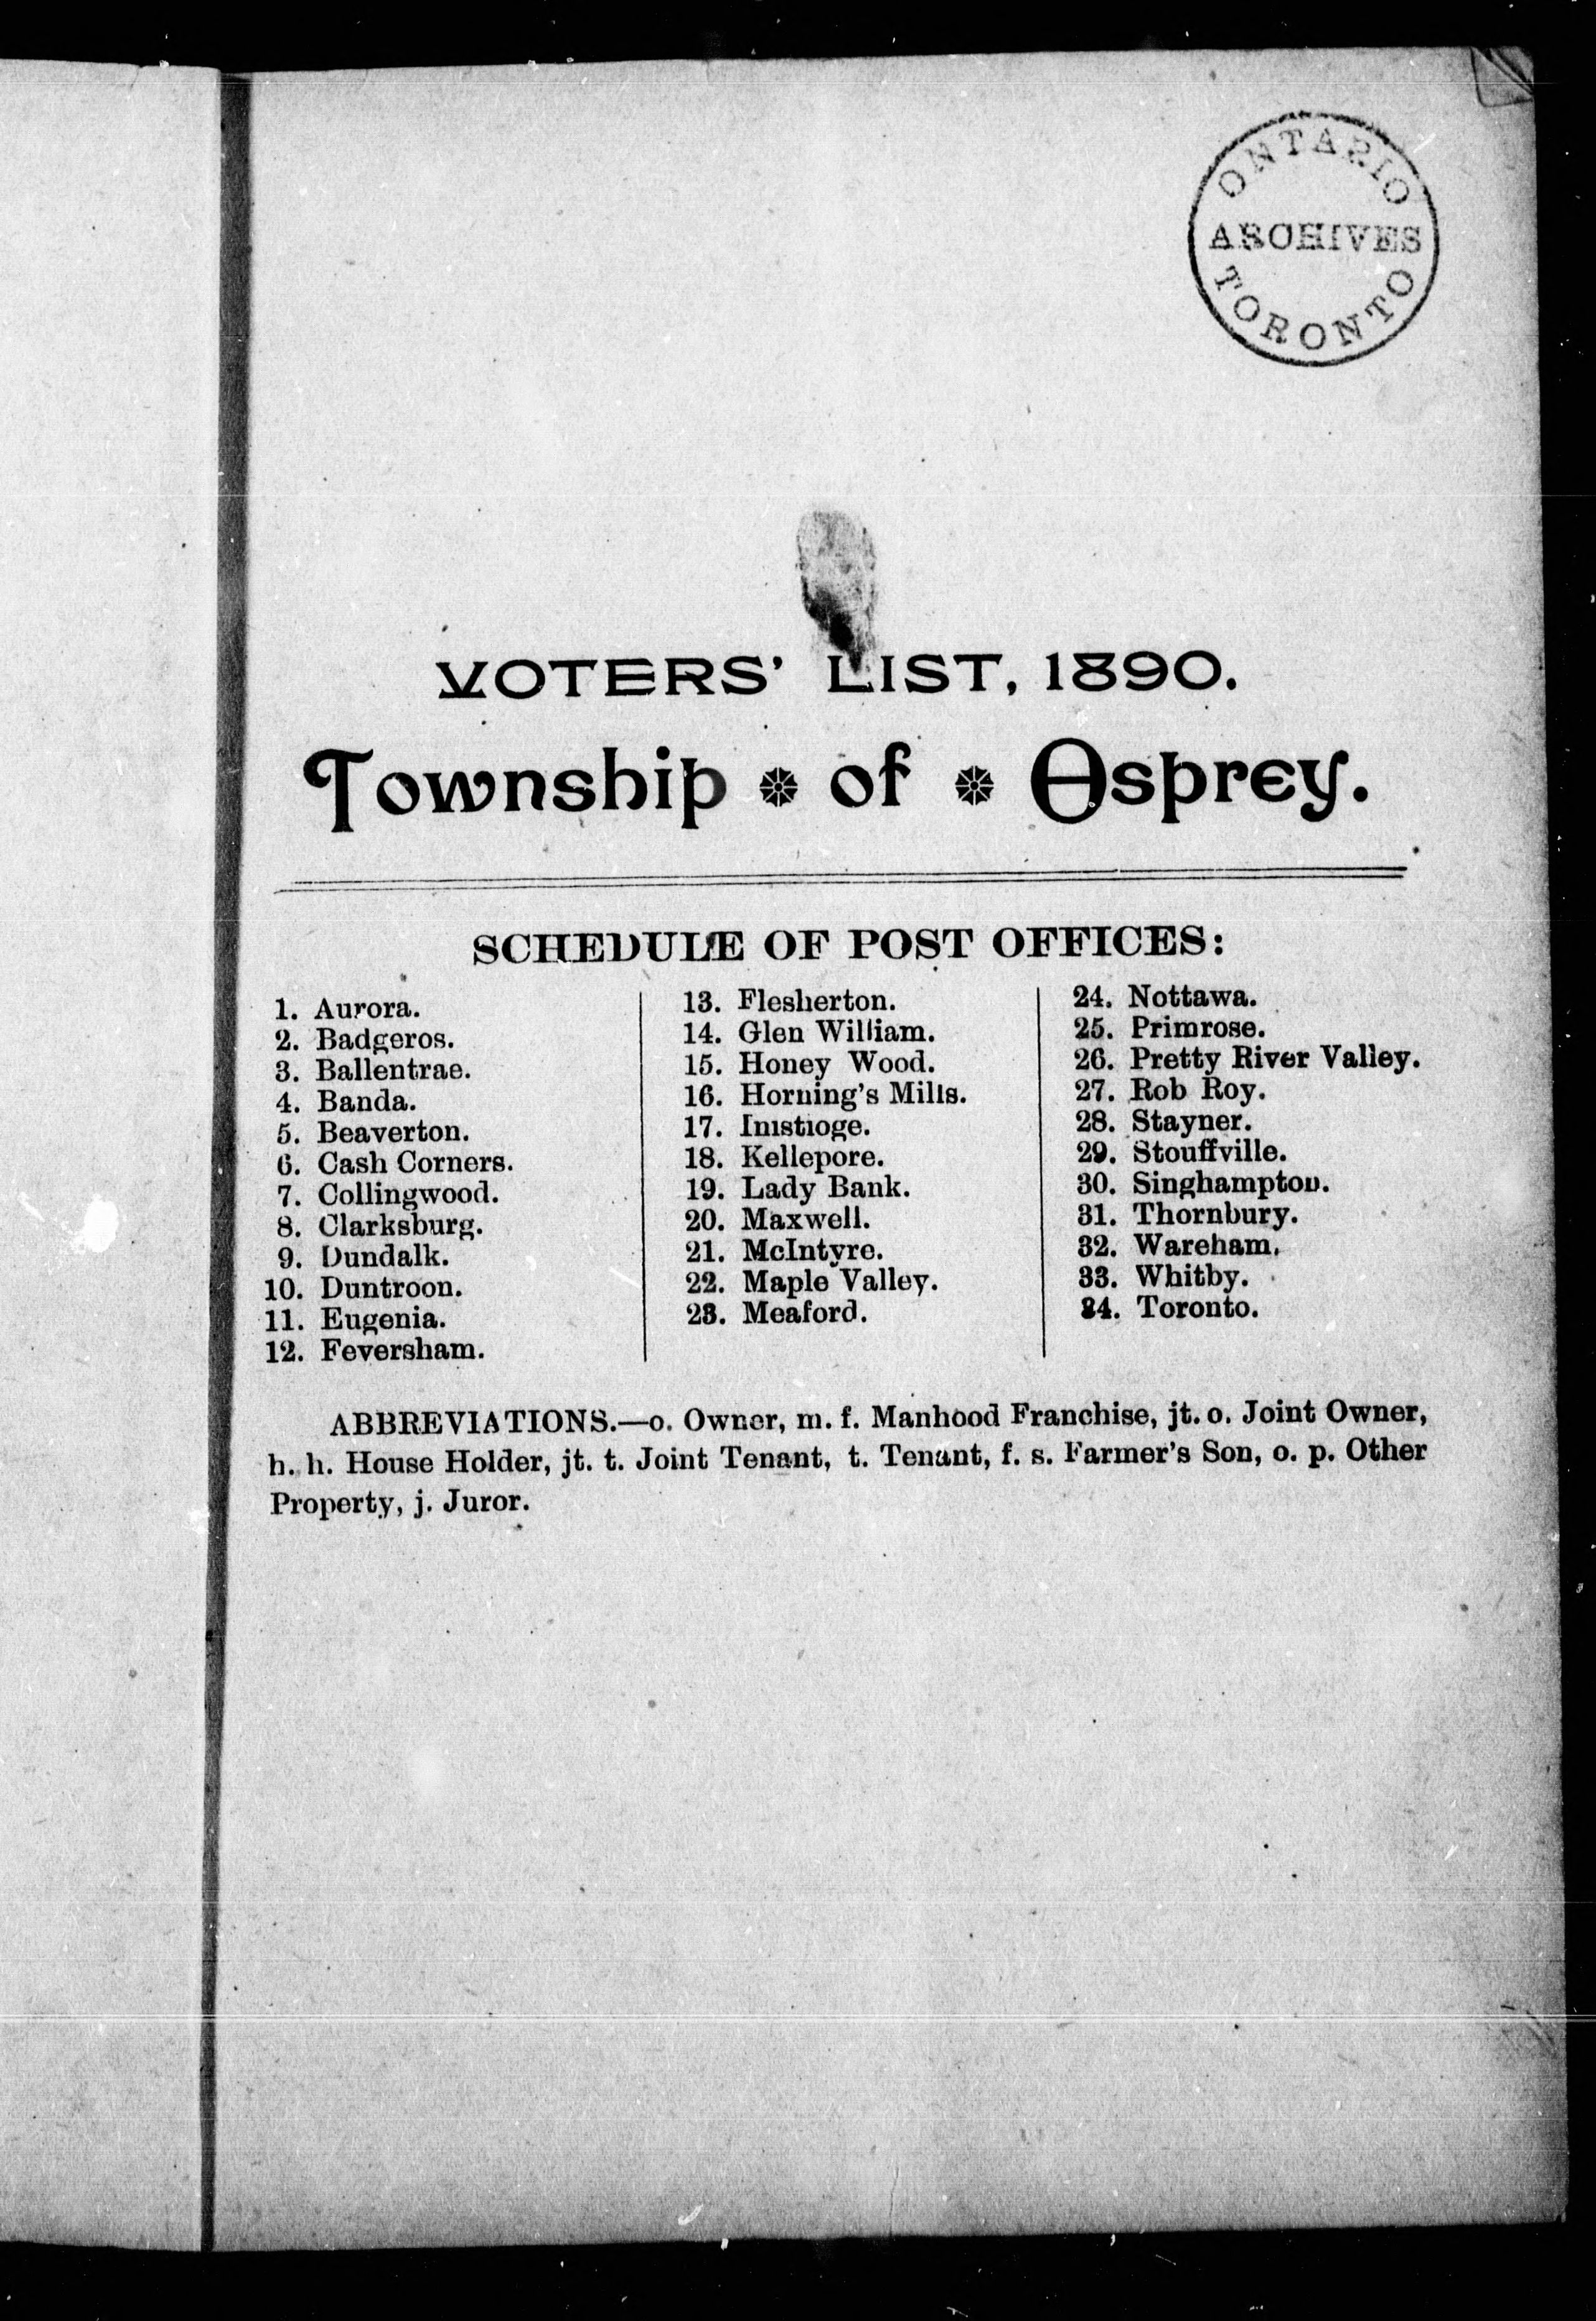 ONTARIO
ARCHIVES
TORONTO
VOTERS' LIST, 1890.
Township of Osprey.
SCHEDULE OF POST OFFICES:
1. Aurora.
2. Badgeros.
3. Ballentrae.
4. Banda.
5. Beaverton.
6. Cash Corners.
7. Collingwood.
8. Clarksburg.
9. Dundalk.
10. Duntroon.
11. Eugenia.
12. Feversham.
13. Flesherton.
14. Glen William.
15. Honey Wood.
16. Horning's Mills.
17. Inistioge.
18. Kellepore.
19. Lady Bank.
20. Maxwell.
21. McIntyre.
22. Maple Valley.
23. Meaford.
24. Nottawa.
25. Primrose.
26. Pretty River Valley.
27. Rob Roy.
28. Stayner.
29. Stouffville.
30. Singhampton.
31. Thornbury.
32. Wareham.
33. Whitby.
34. Toronto.
ABBREVIATIONS.—o. Owner, m. f. Manhood Franchise, jt. o. Joint Owner,
h. h. House Holder, jt. t. Joint Tenant, t. Tenant, f. s. Farmer's Son, o. p. Other
Property, j. Juror.